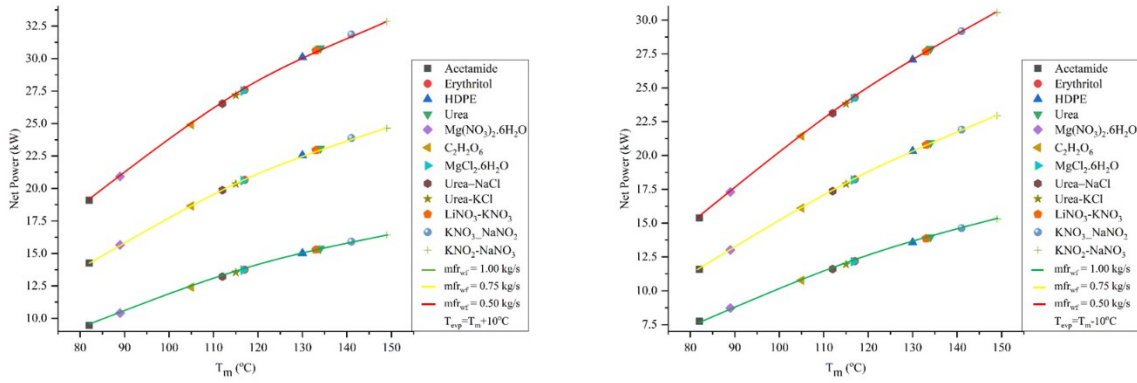 Net Power (kW)
32.5
30.0
27.5
25.0
22.5
20.0
17.5
15.0
12.5
10.0
80 90 100 110 120 130 140 150
Tm (°C)
Acetamide
Erythritol
HDPE
Urea
Mg(NO3)2.6H2O
C2H2O6
MgCl2.6H2O
Urea–NaCl
Urea-KCl
LiNO3-KNO3
KNO3_NaNO2
KNO2-NaNO3
mfrwf = 1.00 kg/s
mfrwf = 0.75 kg/s
mfrwf = 0.50 kg/s
Tevp=Tm+10°C
Net Power (kW)
30.0
27.5
25.0
22.5
20.0
17.5
15.0
12.5
10.0
7.5
80 90 100 110 120 130 140 150
Tm (°C)
Acetamide
Erythritol
HDPE
Urea
Mg(NO3)2.6H2O
C2H2O6
MgCl2.6H2O
Urea–NaCl
Urea-KCl
LiNO3-KNO3
KNO3_NaNO2
KNO2-NaNO3
mfrwf = 1.00 kg/s
mfrwf = 0.75 kg/s
mfrwf = 0.50 kg/s
Tevp=Tm-10°C